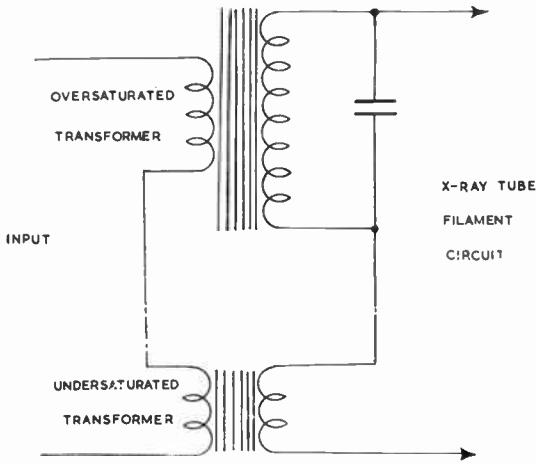 OVERSATURATED
TRANSFORMER
X-RAY TUBE
FILAMENT
CIRCUIT
INPUT
UNDERSATURATED
TRANSFORMER